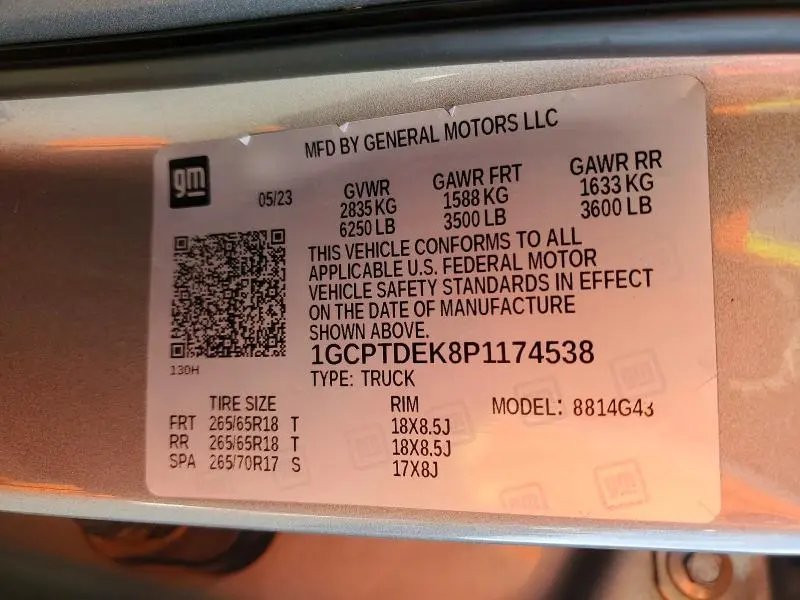 MFD BY GENERAL MOTORS LLC
gm
05/23
GVWR GAWR FRT GAWR RR
2835 KG 1588 KG 1633 KG
6250 LB 3500 LB 3600 LB
THIS VEHICLE CONFORMS TO ALL
APPLICABLE U.S. FEDERAL MOTOR
VEHICLE SAFETY STANDARDS IN EFFECT
ON THE DATE OF MANUFACTURE
SHOWN ABOVE.
1GCPTDEK8P1174538
130H
TYPE: TRUCK
TIRE SIZE RIM MODEL: 8814G43
FRT 265/65R18 T 18X8.5J
RR 265/65R18 T 18X8.5J
SPA 265/70R17 S 17X8J